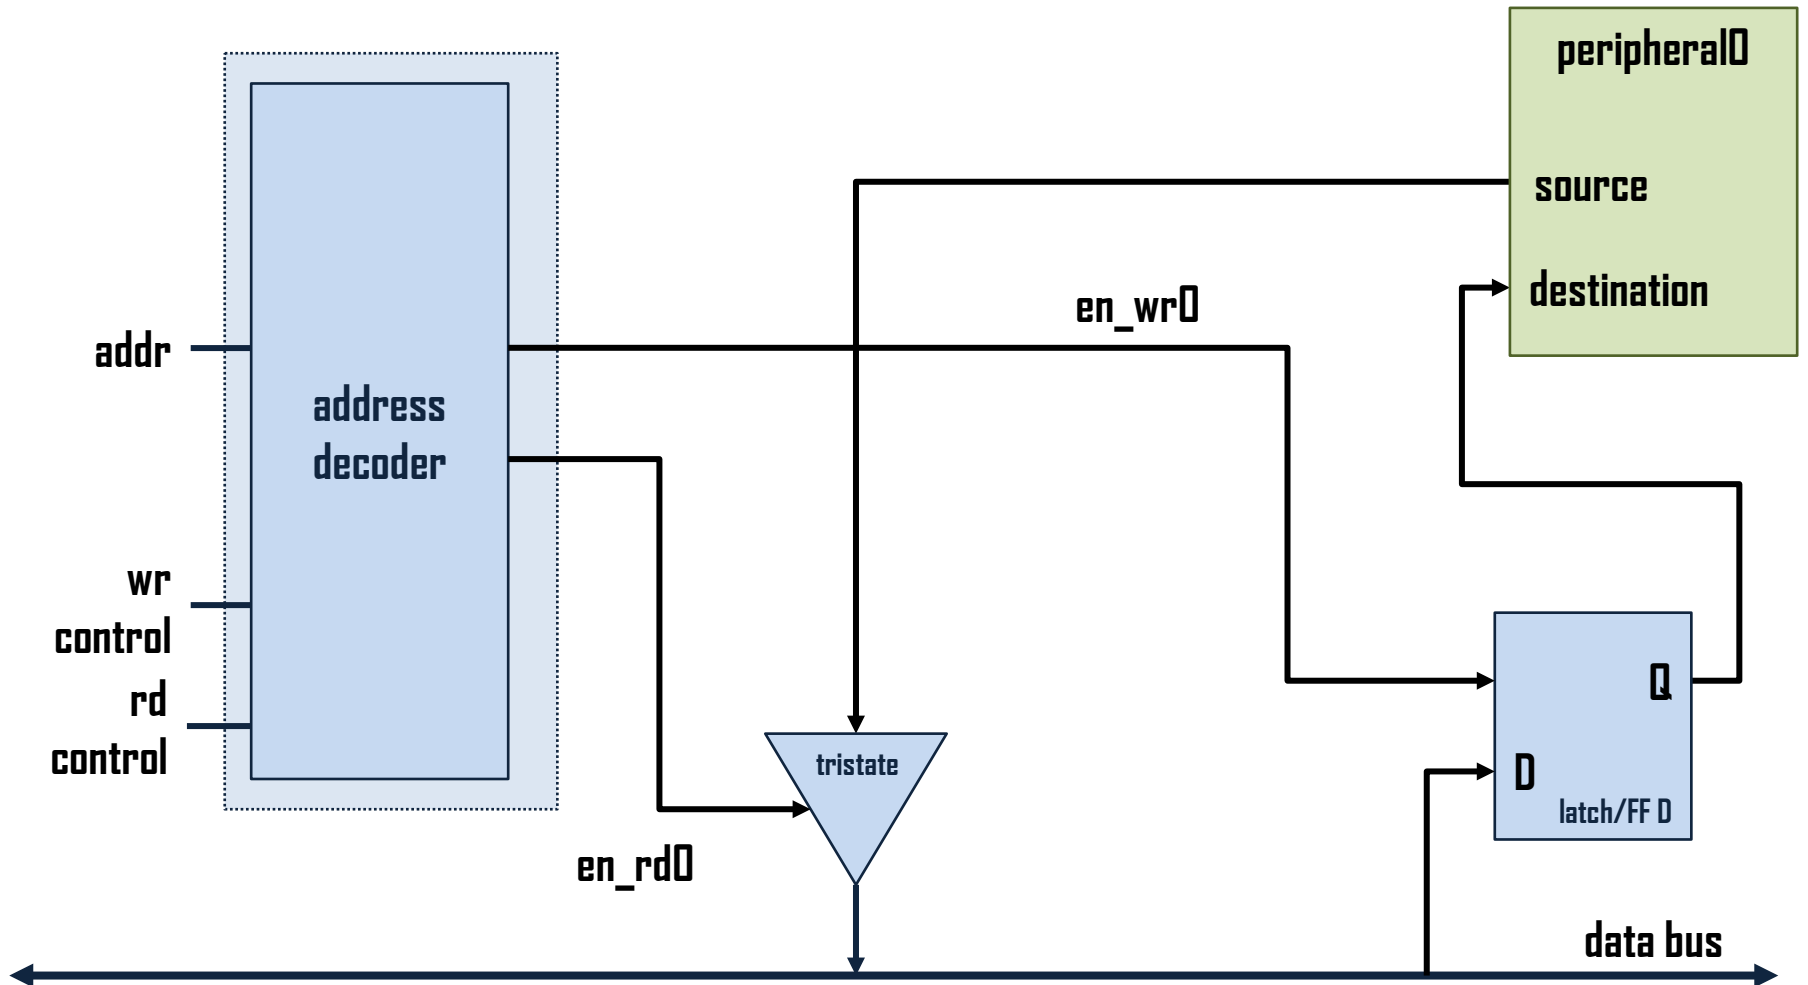 peripheral0
source
destination
en_wr0
addr
address
decoder
wr
control
rd
control
tristate
en_rd0
Q
D
latch/FF D
data bus